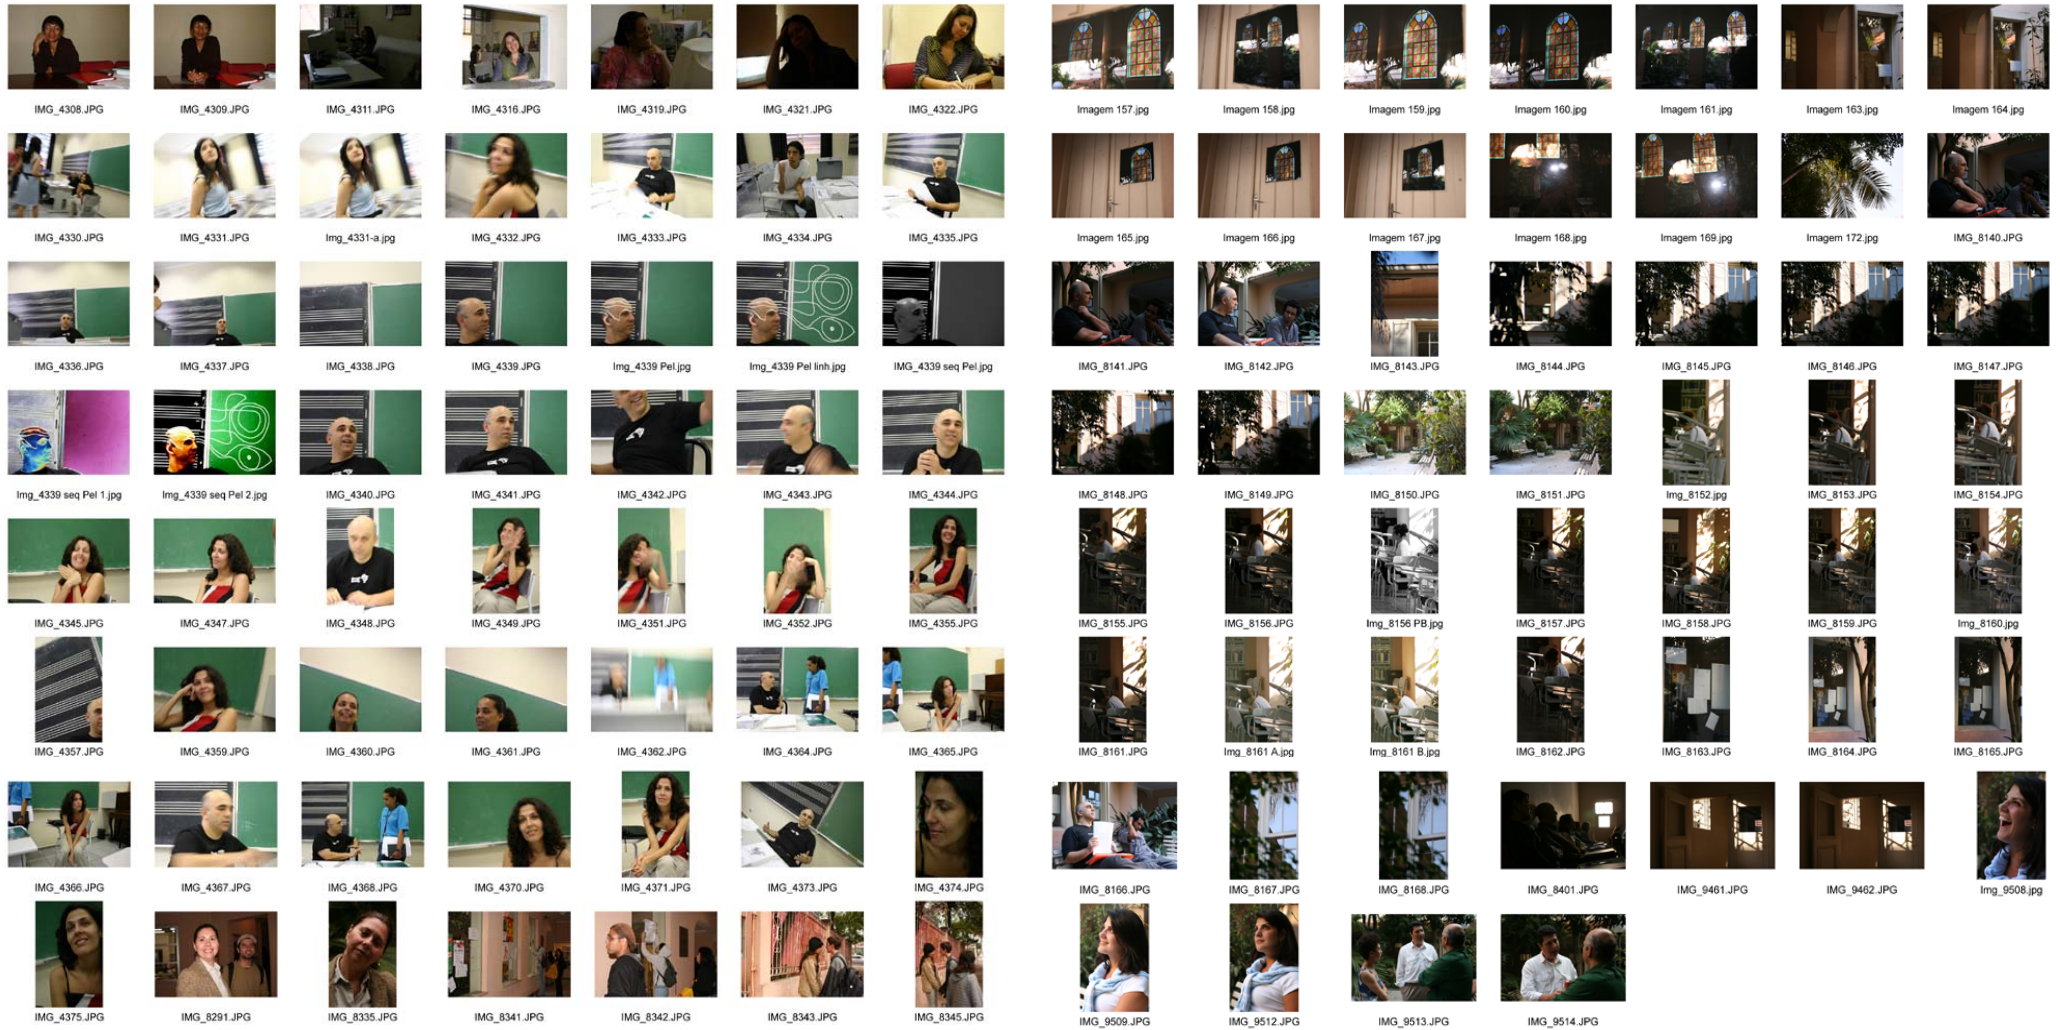 IMG_4308.JPG IMG_4309.JPG IMG_4311.JPG IMG_4316.JPG IMG_4319.JPG IMG_4321.JPG IMG_4322.JPG
IMG_4330.JPG IMG_4331.JPG Img_4331-a.jpg IMG_4332.JPG IMG_4333.JPG IMG_4334.JPG IMG_4335.JPG
IMG_4336.JPG IMG_4337.JPG IMG_4338.JPG IMG_4339.JPG Img_4339 Pel.jpg Img_4339 Pel linh.jpg IMG_4339 seq Pel.jpg
Img_4339 seq Pel 1.jpg Img_4339 seq Pel 2.jpg IMG_4340.JPG IMG_4341.JPG IMG_4342.JPG IMG_4343.JPG IMG_4344.JPG
IMG_4345.JPG IMG_4347.JPG IMG_4348.JPG IMG_4349.JPG IMG_4351.JPG IMG_4352.JPG IMG_4355.JPG
IMG_4357.JPG IMG_4359.JPG IMG_4360.JPG IMG_4361.JPG IMG_4362.JPG IMG_4364.JPG IMG_4365.JPG
IMG_4366.JPG IMG_4367.JPG IMG_4368.JPG IMG_4370.JPG IMG_4371.JPG IMG_4373.JPG IMG_4374.JPG
IMG_4375.JPG IMG_8291.JPG IMG_8335.JPG IMG_8341.JPG IMG_8342.JPG IMG_8343.JPG IMG_8345.JPG
Imagem 157.jpg Imagem 158.jpg Imagem 159.jpg Imagem 160.jpg Imagem 161.jpg Imagem 163.jpg Imagem 164.jpg
Imagem 165.jpg Imagem 166.jpg Imagem 167.jpg Imagem 168.jpg Imagem 169.jpg Imagem 172.jpg IMG_8140.JPG
IMG_8141.JPG IMG_8142.JPG IMG_8143.JPG IMG_8144.JPG IMG_8145.JPG IMG_8146.JPG IMG_8147.JPG
IMG_8148.JPG IMG_8149.JPG IMG_8150.JPG IMG_8151.JPG Img_8152.jpg IMG_8153.JPG IMG_8154.JPG
IMG_8155.JPG IMG_8156.JPG Img_8156 PB.jpg IMG_8157.JPG IMG_8158.JPG IMG_8159.JPG Img_8160.jpg
IMG_8161.JPG Img_8161 A.jpg Img_8161 B.jpg IMG_8162.JPG IMG_8163.JPG IMG_8164.JPG IMG_8165.JPG
IMG_8166.JPG IMG_8167.JPG IMG_8168.JPG IMG_8401.JPG IMG_9461.JPG IMG_9462.JPG Img_9508.jpg
IMG_9509.JPG IMG_9512.JPG IMG_9513.JPG IMG_9514.JPG